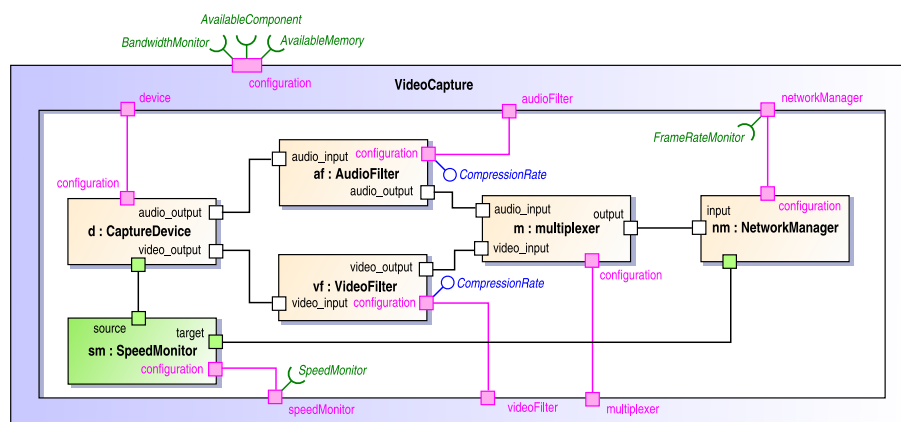 AvailableComponent
BandwidthMonitor
AvailableMemory
configuration
VideoCapture
device
audioFilter
networkManager
FrameRateMonitor
audio_input
configuration
af : AudioFilter
CompressionRate
audio_output
configuration
configuration
audio_output
d : CaptureDevice
video_output
audio_input
output
m : multiplexer
video_input
input
nm : NetworkManager
video_output
vf : VideoFilter
video_input
configuration
CompressionRate
configuration
source
target
sm : SpeedMonitor
configuration
SpeedMonitor
speedMonitor
videoFilter
multiplexer